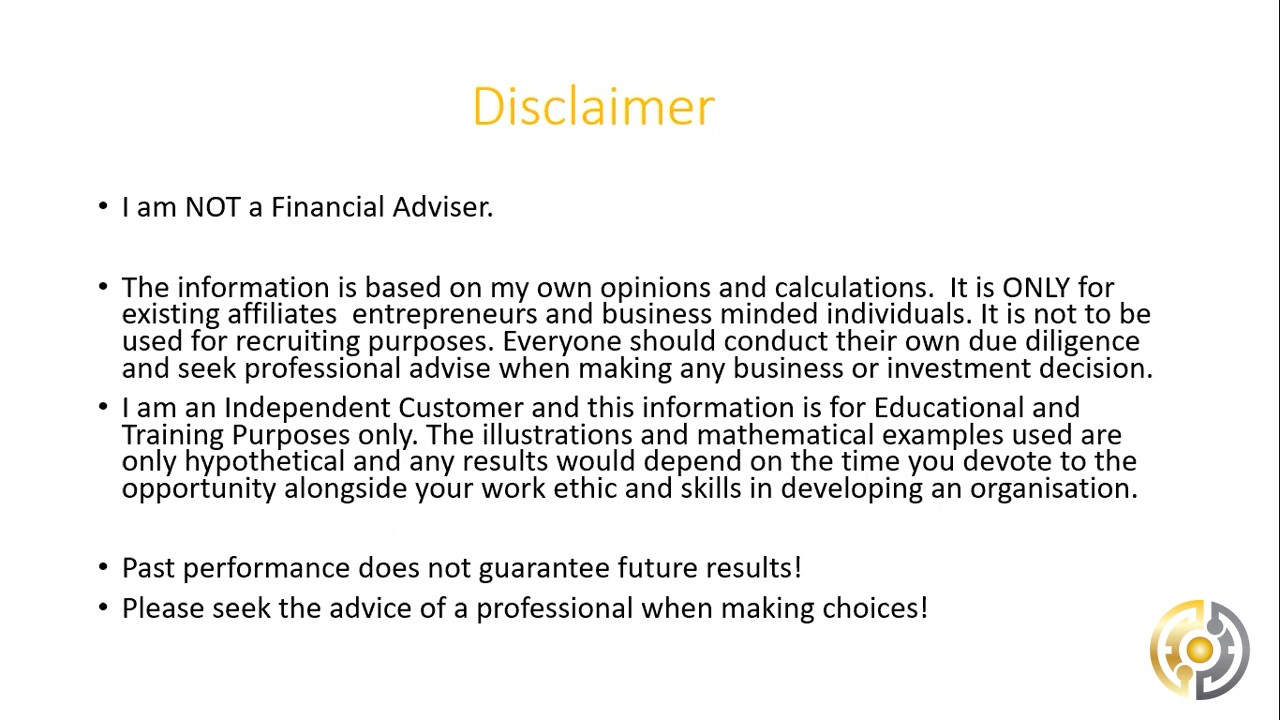 Disclaimer
• I am NOT a Financial Adviser.
• The information is based on my own opinions and calculations.  It is ONLY for
existing affiliates  entrepreneurs and business minded individuals. It is not to be
used for recruiting purposes. Everyone should conduct their own due diligence
and seek professional advise when making any business or investment decision.
• I am an Independent Customer and this information is for Educational and
Training Purposes only. The illustrations and mathematical examples used are
only hypothetical and any results would depend on the time you devote to the
opportunity alongside your work ethic and skills in developing an organisation.
• Past performance does not guarantee future results!
• Please seek the advice of a professional when making choices!